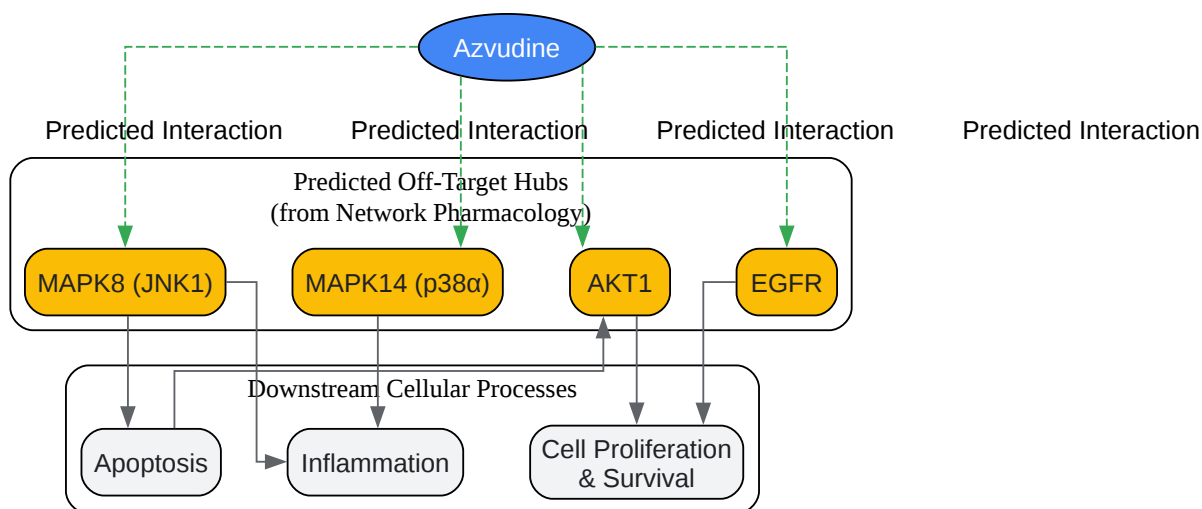 Azvudine
Predicted Interaction
Predicted Interaction
Predicted Interaction
Predicted Interaction
Predicted Off-Target Hubs
(from Network Pharmacology)
MAPK8 (JNK1)
MAPK14 (p38α)
AKT1
EGFR
Downstream Cellular Processes
Apoptosis
Inflammation
Cell Proliferation
& Survival